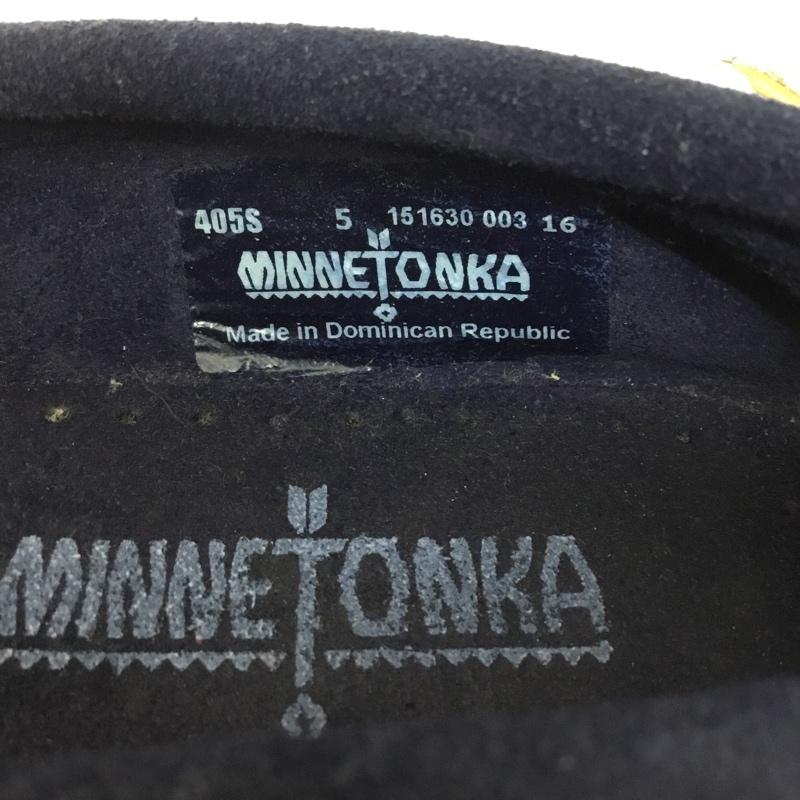 405S 5 151630 003 16
MINNETONKA
Made in Dominican Republic
MINNETONKA